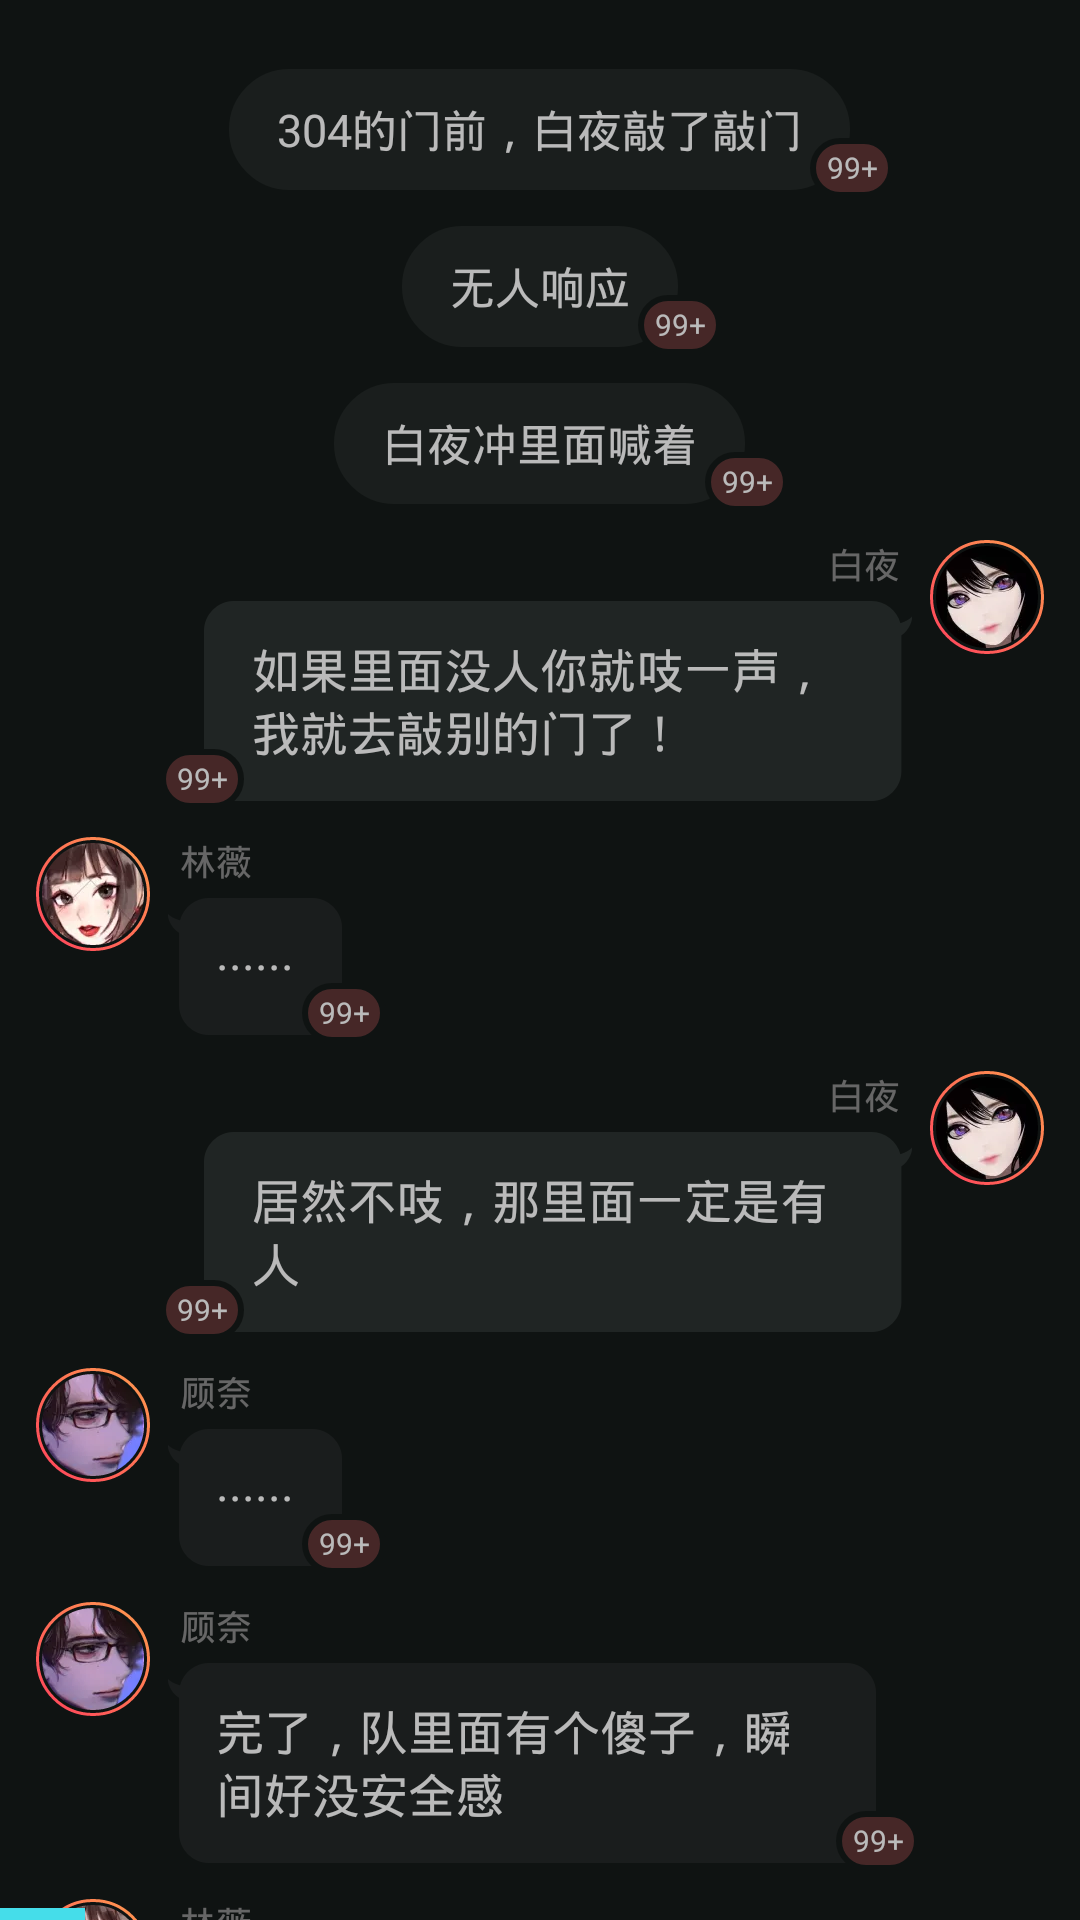 304的门前，白夜敲了敲门
99+
无人响应
99+
白夜冲里面喊着
99+
白夜
如果里面没人你就吱一声，
我就去敲别的门了！
99+
林薇
……
99+
白夜
居然不吱，那里面一定是有
人
99+
顾奈
……
99+
顾奈
完了，队里面有个傻子，瞬
间好没安全感
99+
林薇